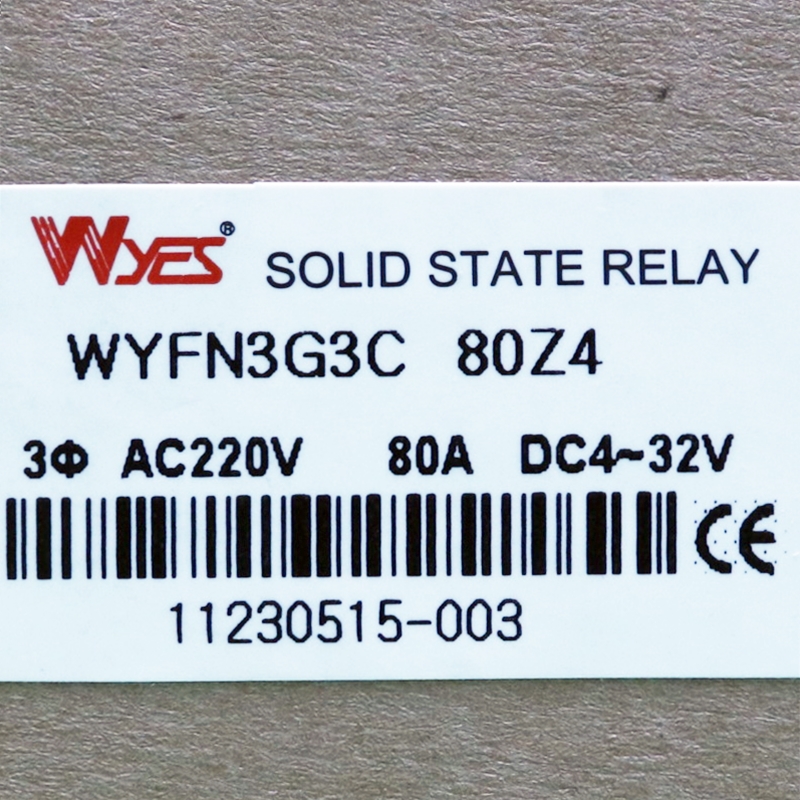 WYES® SOLID STATE RELAY
WYFN3G3C 80Z4
3Φ AC220V 80A DC4~32V
CE
11230515-003